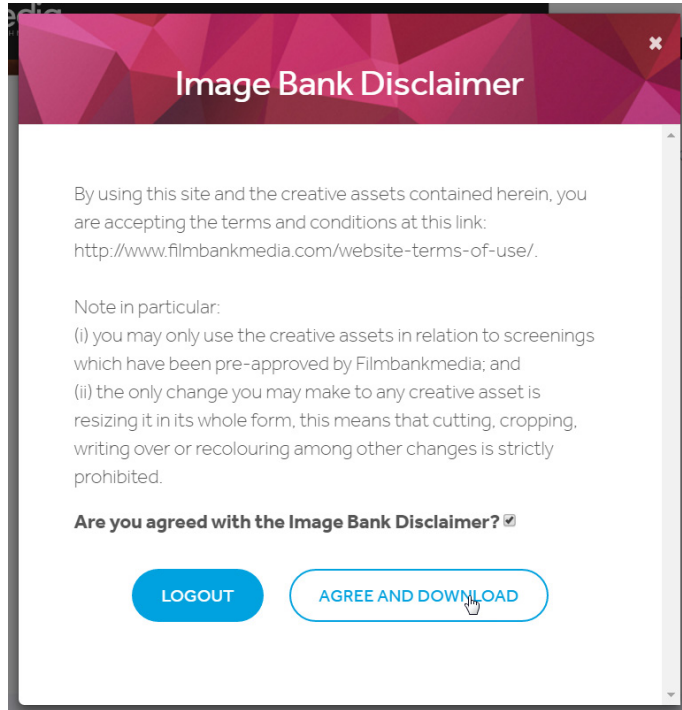 edia
Image Bank Disclaimer
By using this site and the creative assets contained herein, you
are accepting the terms and conditions at this link:
http://www.filmbankmedia.com/website-terms-of-use/.
Note in particular:
(i) you may only use the creative assets in relation to screenings
which have been pre-approved by Filmbankmedia; and
(ii) the only change you may make to any creative asset is
resizing it in its whole form, this means that cutting, cropping,
writing over or recolouring among other changes is strictly
prohibited.
Are you agreed with the Image Bank Disclaimer?
LOGOUT
AGREE AND DOWNLOAD